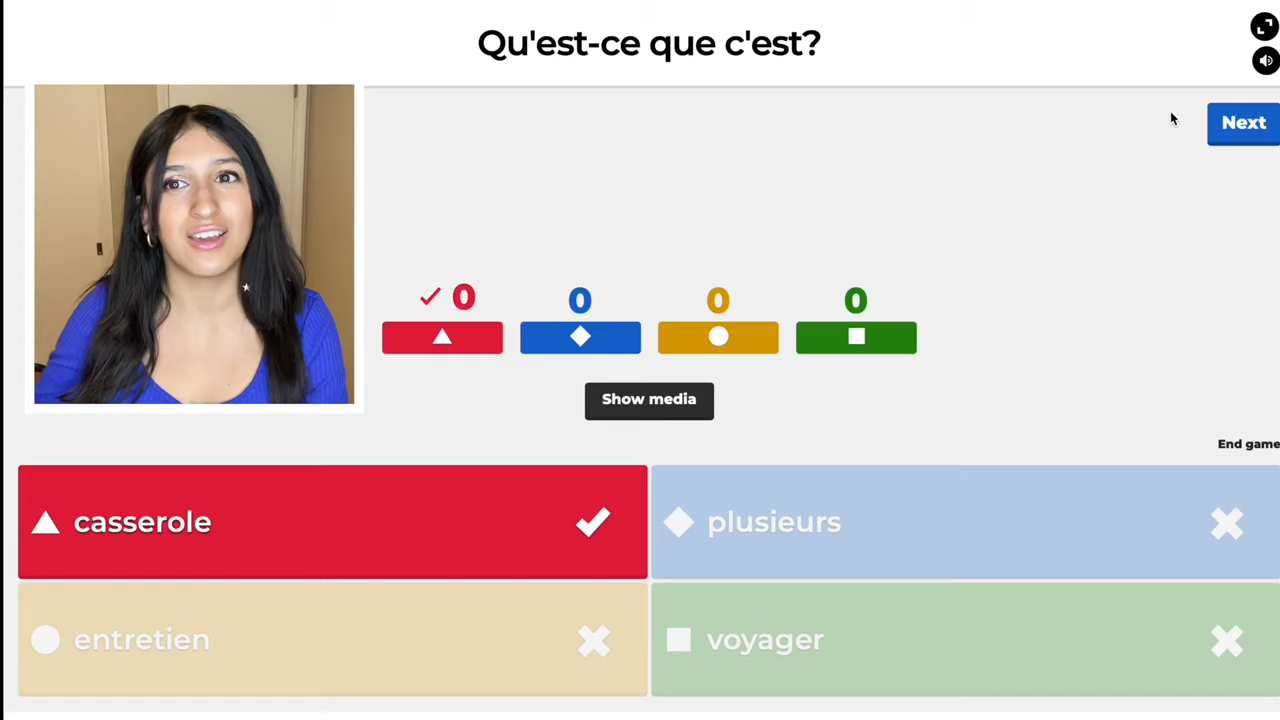 Qu'est-ce que c'est?
Next
0
0
0
0
Show media
End game
casserole
plusieurs
entretien
voyager